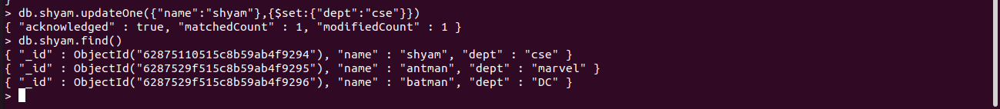 > db.shyam.updateOne({"name":"shyam"},{$set:{"dept":"cse"}})
{ "acknowledged" : true, "matchedCount" : 1, "modifiedCount" : 1 }
> db.shyam.find()
{ "_id" : ObjectId("62875110515c8b59ab4f9294"), "name" : "shyam", "dept" : "cse" }
{ "_id" : ObjectId("6287529f515c8b59ab4f9295"), "name" : "antman", "dept" : "marvel" }
{ "_id" : ObjectId("6287529f515c8b59ab4f9296"), "name" : "batman", "dept" : "DC" }
>